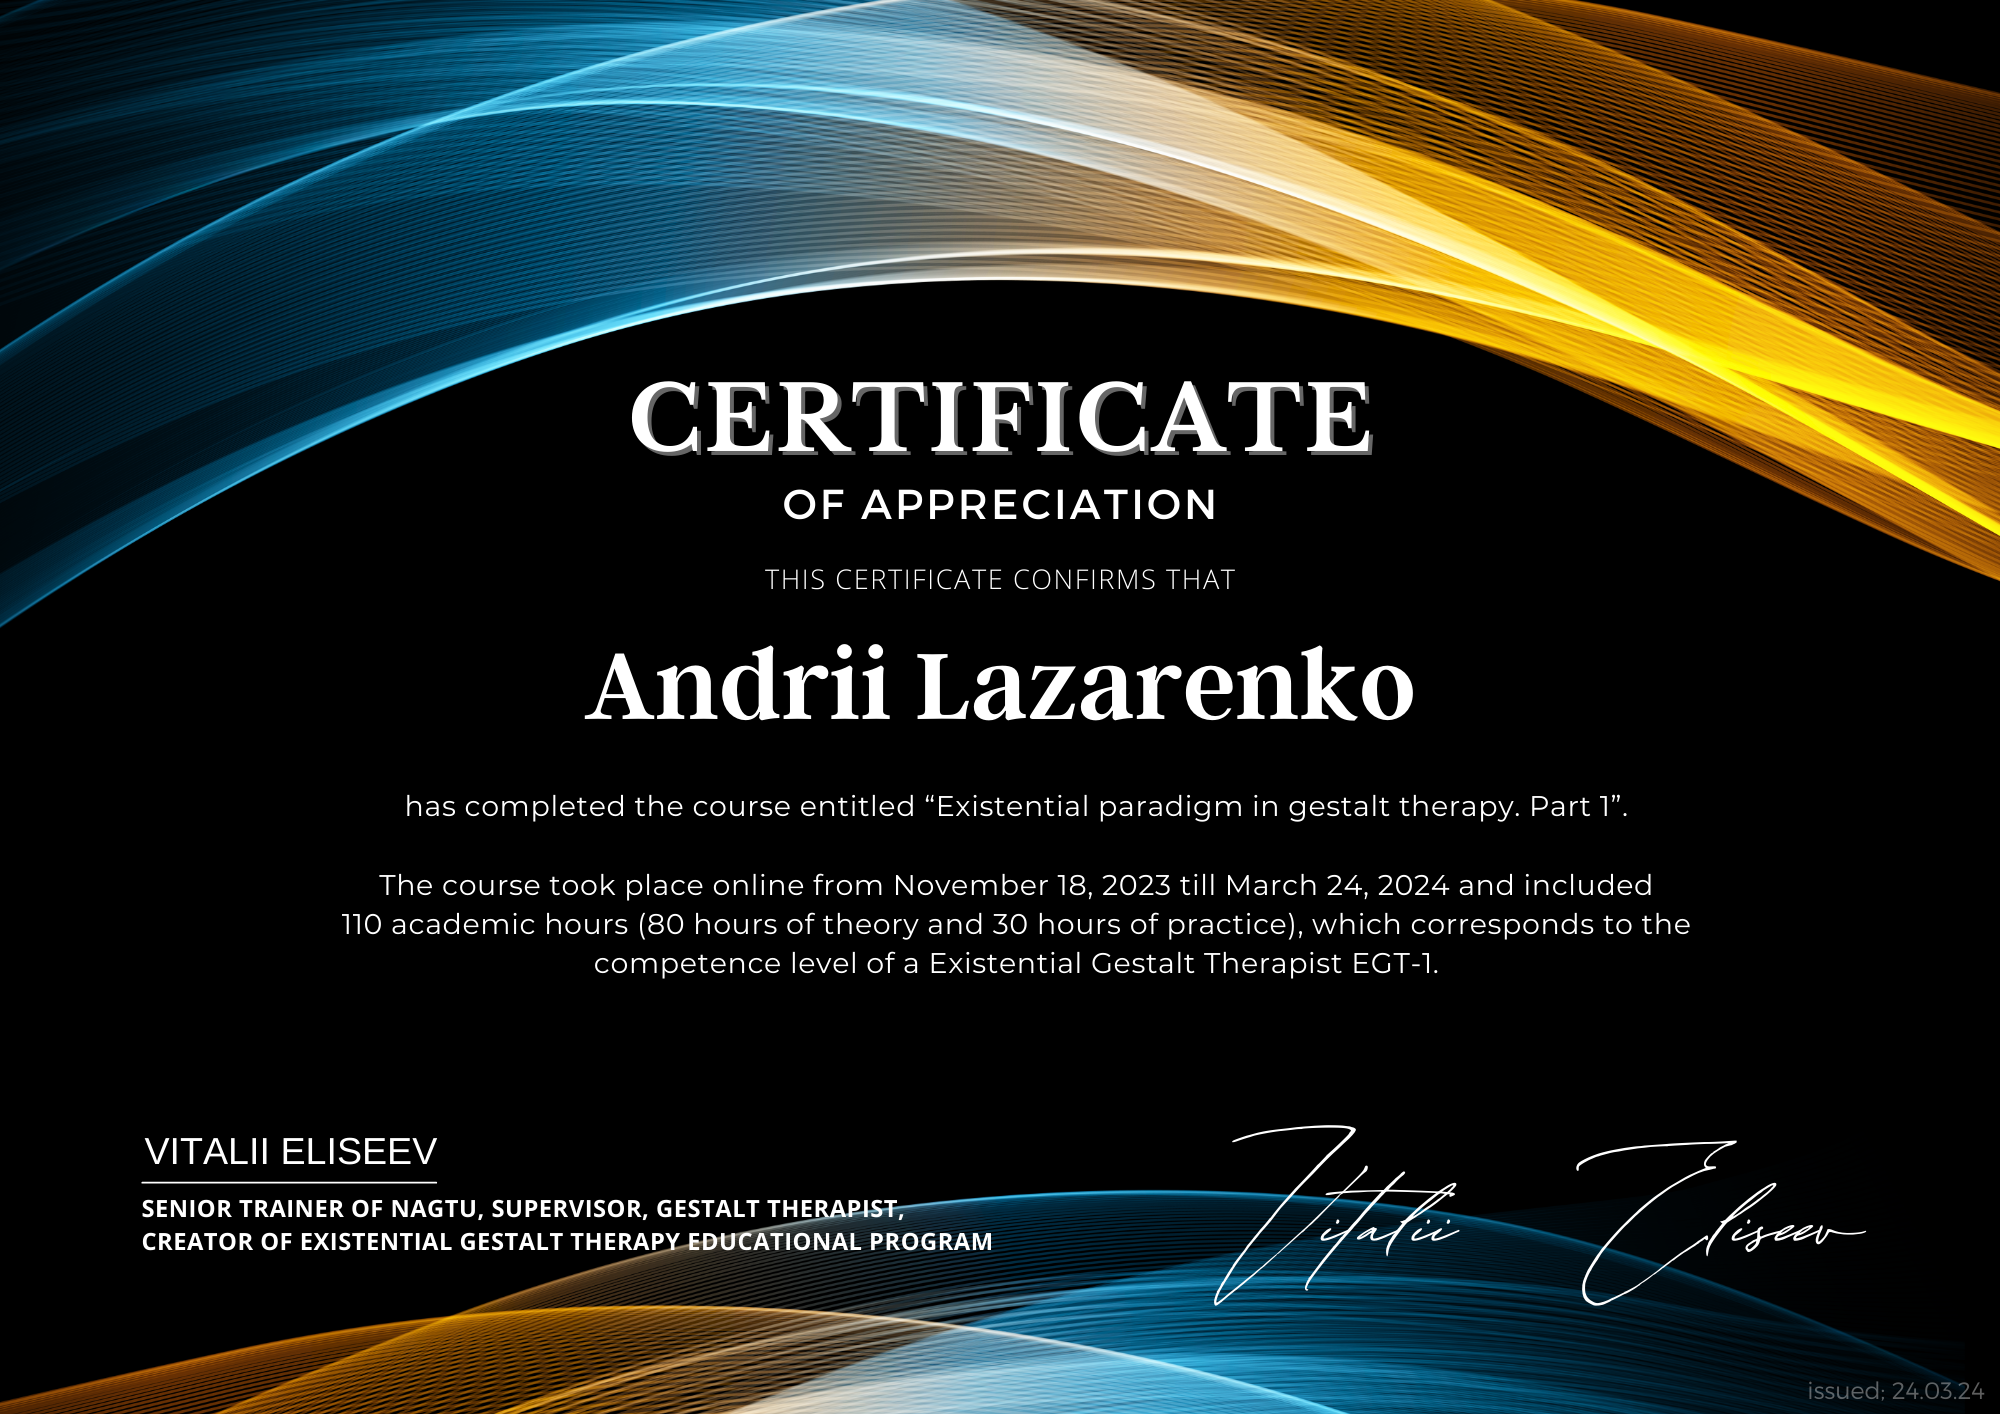 CERTIFICATE
OF APPRECIATION
THIS CERTIFICATE CONFIRMS THAT
Andrii Lazarenko
has completed the course entitled “Existential paradigm in gestalt therapy. Part 1”.
The course took place online from November 18, 2023 till March 24, 2024 and included
110 academic hours (80 hours of theory and 30 hours of practice), which corresponds to the
competence level of a Existential Gestalt Therapist EGT-1.
VITALII ELISEEV
SENIOR TRAINER OF NAGTU, SUPERVISOR, GESTALT THERAPIST,
CREATOR OF EXISTENTIAL GESTALT THERAPY EDUCATIONAL PROGRAM
Vitalii Eliseev
issued; 24.03.24